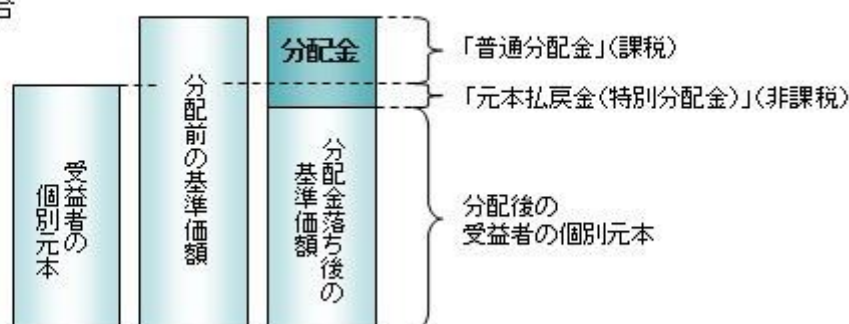 合
受益者の
個別元本
分配前の基準価額
分配金
分配金落ち後の
基準価額
「普通分配金」(課税)
「元本払戻金(特別分配金)」(非課税)
分配後の
受益者の個別元本